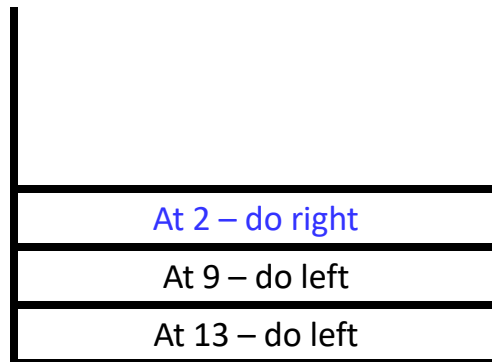 At 2 – do right
At 9 – do left
At 13 – do left